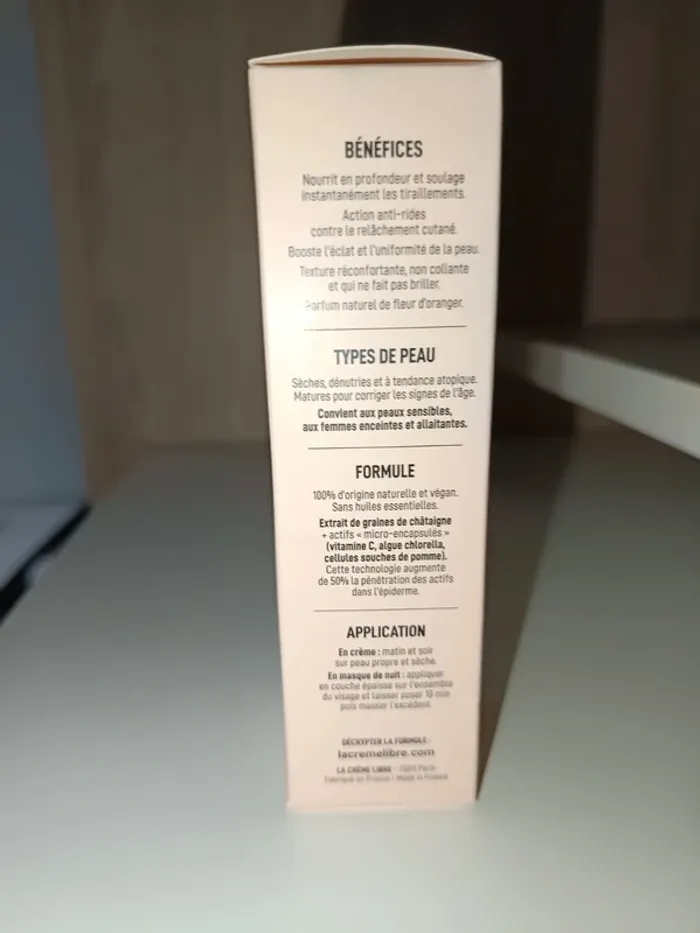 BÉNÉFICES
Nourrit en profondeur et soulage
instantanément les tiraillements.
Action anti-rides
contre le relâchement cutané.
Booste l'éclat et l'uniformité de la peau.
Texture réconfortante, non collante
et qui ne fait pas briller.
Parfum naturel de fleur d'oranger.
TYPES DE PEAU
Sèches, dénutries et à tendance atopique.
Matures pour corriger les signes de l'âge.
Convient aux peaux sensibles,
aux femmes enceintes et allaitantes.
FORMULE
100% d'origine naturelle et végan.
Sans huiles essentielles.
Extrait de graines de châtaigne
+ actifs « micro-encapsulés »
(vitamine C, algue chlorella,
cellules souches de pomme).
Cette technologie augmente
de 50% la pénétration des actifs
dans l'épiderme.
APPLICATION
En crème : matin et soir
sur peau propre et sèche.
En masque de nuit : appliquer
en couche épaisse sur l'ensemble
du visage et laisser poser 10 min
puis masser l'excédent.
DÉCRYPTER LA FORMULE :
lacremelibre.com
LA CRÈME LIBRE - Paris
Fabriqué en France | Made in France